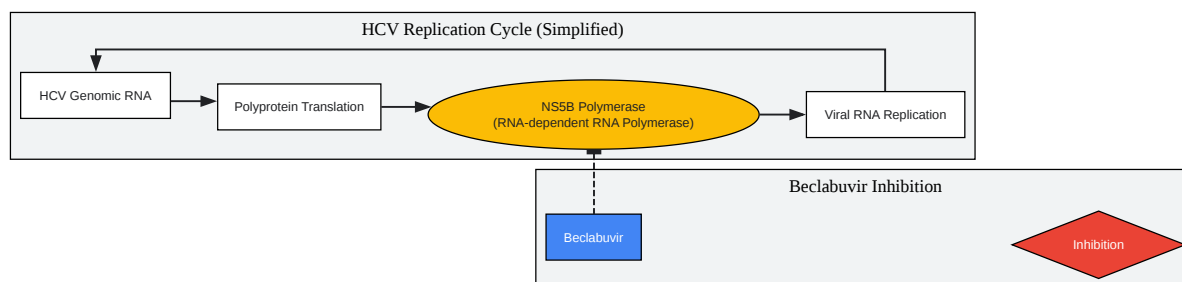 HCV Replication Cycle (Simplified)
HCV Genomic RNA
Polyprotein Translation
NS5B Polymerase
(RNA-dependent RNA Polymerase)
Viral RNA Replication
Beclabuvir Inhibition
Beclabuvir
Inhibition